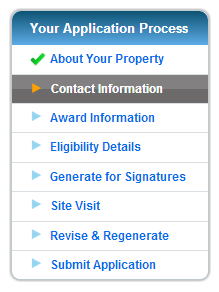 Your Application Process
About Your Property
Contact Information
Award Information
Eligibility Details
Generate for Signatures
Site Visit
Revise & Regenerate
Submit Application